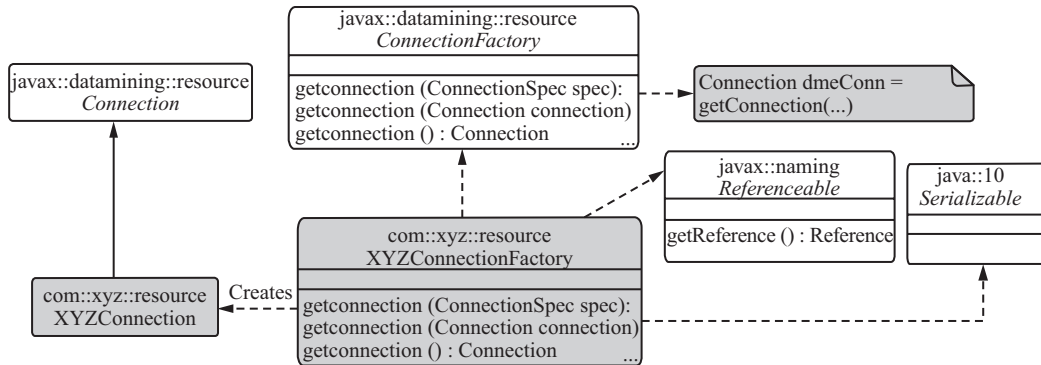 javax::datamining::resource
ConnectionFactory
getconnection (ConnectionSpec spec):
getconnection (Connection connection)
getconnection () : Connection
...
javax::datamining::resource
Connection
Connection dmeConn =
getConnection(...)
javax::naming
Referenceable
getReference () : Reference
java::10
Serializable
com::xyz::resource
XYZConnectionFactory
getconnection (ConnectionSpec spec):
getconnection (Connection connection)
getconnection () : Connection
...
Creates
com::xyz::resource
XYZConnection